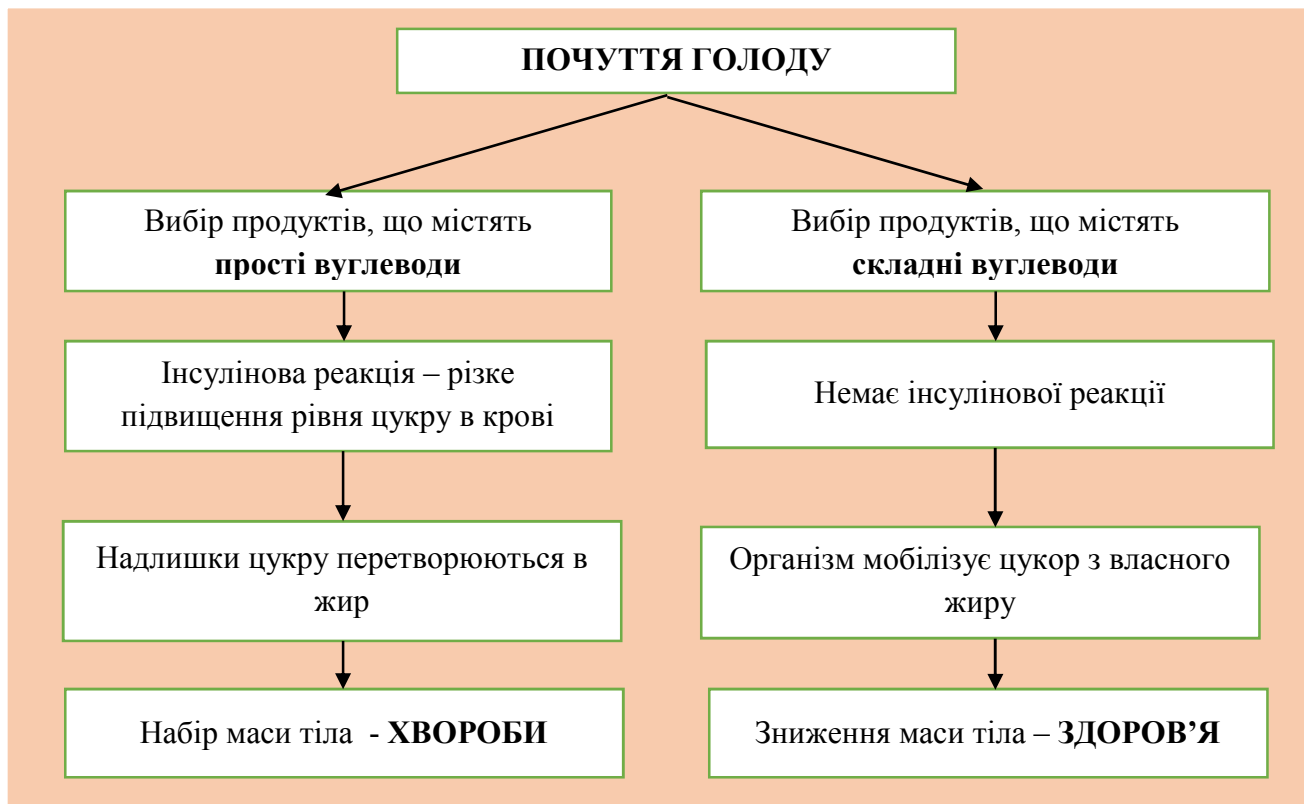 ПОЧУТТЯ ГОЛОДУ
Вибір продуктів, що містять
прості вуглеводи
Вибір продуктів, що містять
складні вуглеводи
Інсулінова реакція – різке
підвищення рівня цукру в крові
Немає інсулінової реакції
Надлишки цукру перетворюються в
жир
Організм мобілізує цукор з власного
жиру
Набір маси тіла - ХВОРОБИ
Зниження маси тіла – ЗДОРОВ’Я